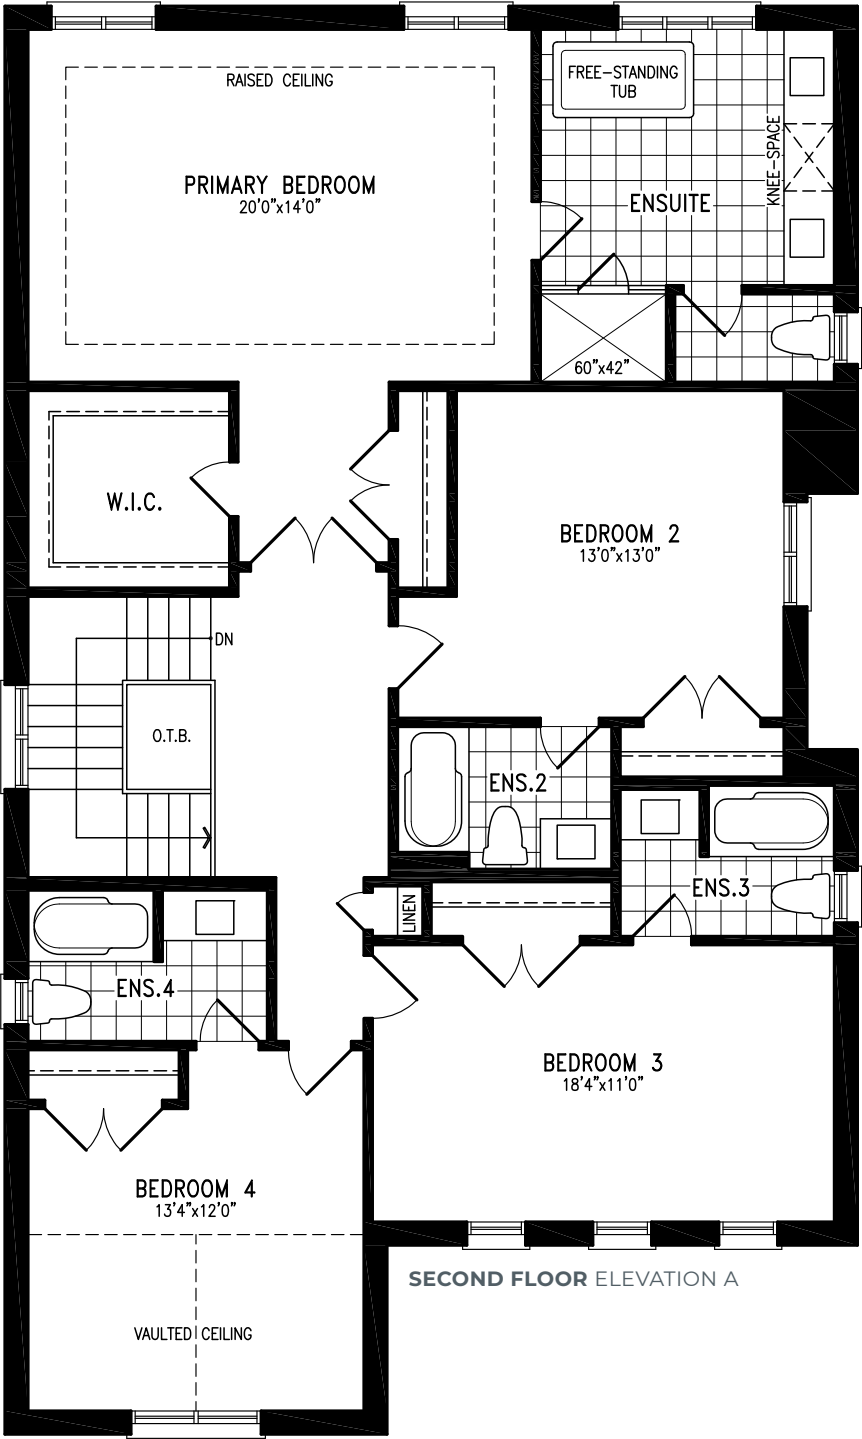 RAISED CEILING
PRIMARY BEDROOM
20'0"x14'0"
FREE-STANDING
TUB
KNEE-SPACE
ENSUITE
60"x42"
W.I.C.
BEDROOM 2
13'0"x13'0"
DN
O.T.B.
ENS.2
ENS.3
LINEN
ENS.4
BEDROOM 3
18'4"x11'0"
BEDROOM 4
13'4"x12'0"
SECOND FLOOR ELEVATION A
VAULTED CEILING